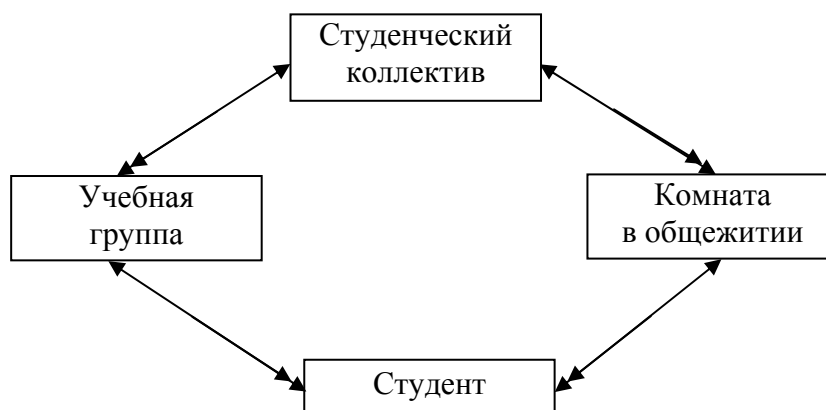 Студенческий
коллектив
Учебная
группа
Комната
в общежитии
Студент